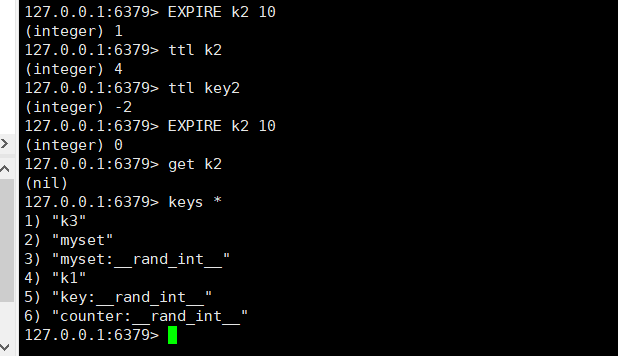 127.0.0.1:6379> EXPIRE k2 10
(integer) 1
127.0.0.1:6379> ttl k2
(integer) 4
127.0.0.1:6379> ttl key2
(integer) -2
127.0.0.1:6379> EXPIRE k2 10
(integer) 0
127.0.0.1:6379> get k2
(nil)
127.0.0.1:6379> keys *
1) "k3"
2) "myset"
3) "myset:__rand_int__"
4) "k1"
5) "key:__rand_int__"
6) "counter:__rand_int__"
127.0.0.1:6379>